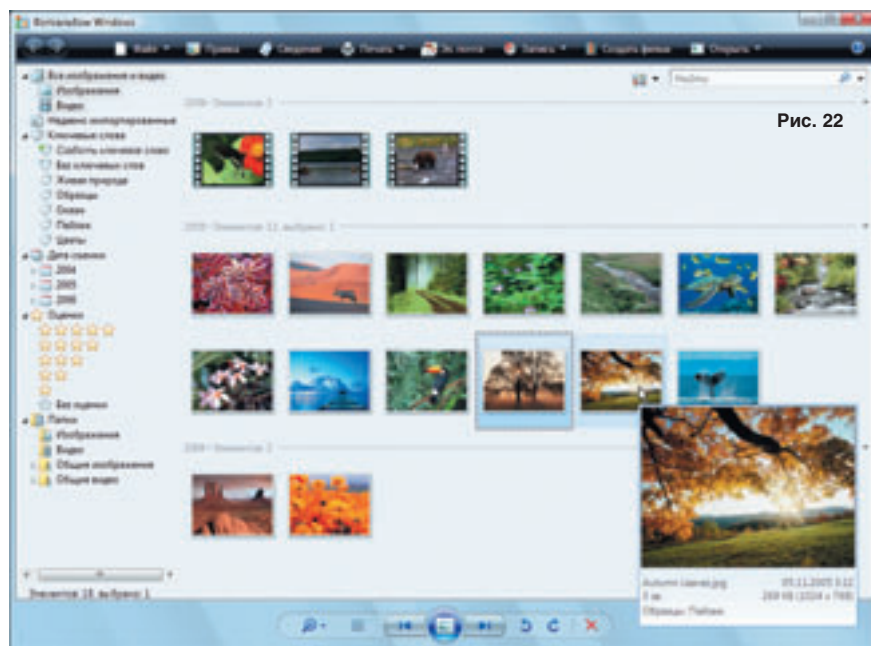 Фотоальбом Windows
Файл Правка Сведения Печать Эл. почта Запись Создать фильм Открыть
Все изображения и видео
Изображения
Видео
Недавно импортированные
Рис. 22
Ключевые слова
Создать ключевое слово
Без ключевых слов
Живая природа
Образцы
Океан
Пейзаж
Цветы
Дата съемки
2004
2005
2006
Оценки
Без оценки
Папки
Изображения
Видео
Общие изображения
Общие видео
Элементов 18, выбрано: 1
Autumn Leaves.jpg 05.11.2005 3:12
269 KB (1024 x 768)
Образцы; Пейзаж